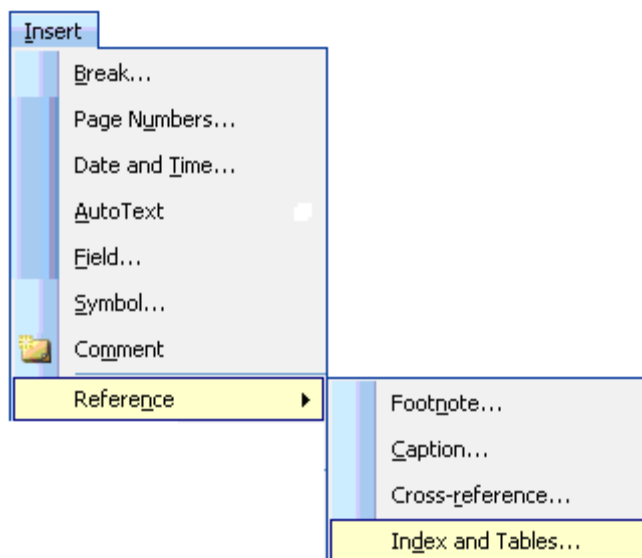 Insert
Break...
Page Numbers...
Date and Time...
AutoText
Field...
Symbol...
Comment
Reference
Footnote...
Caption...
Cross-reference...
Index and Tables...